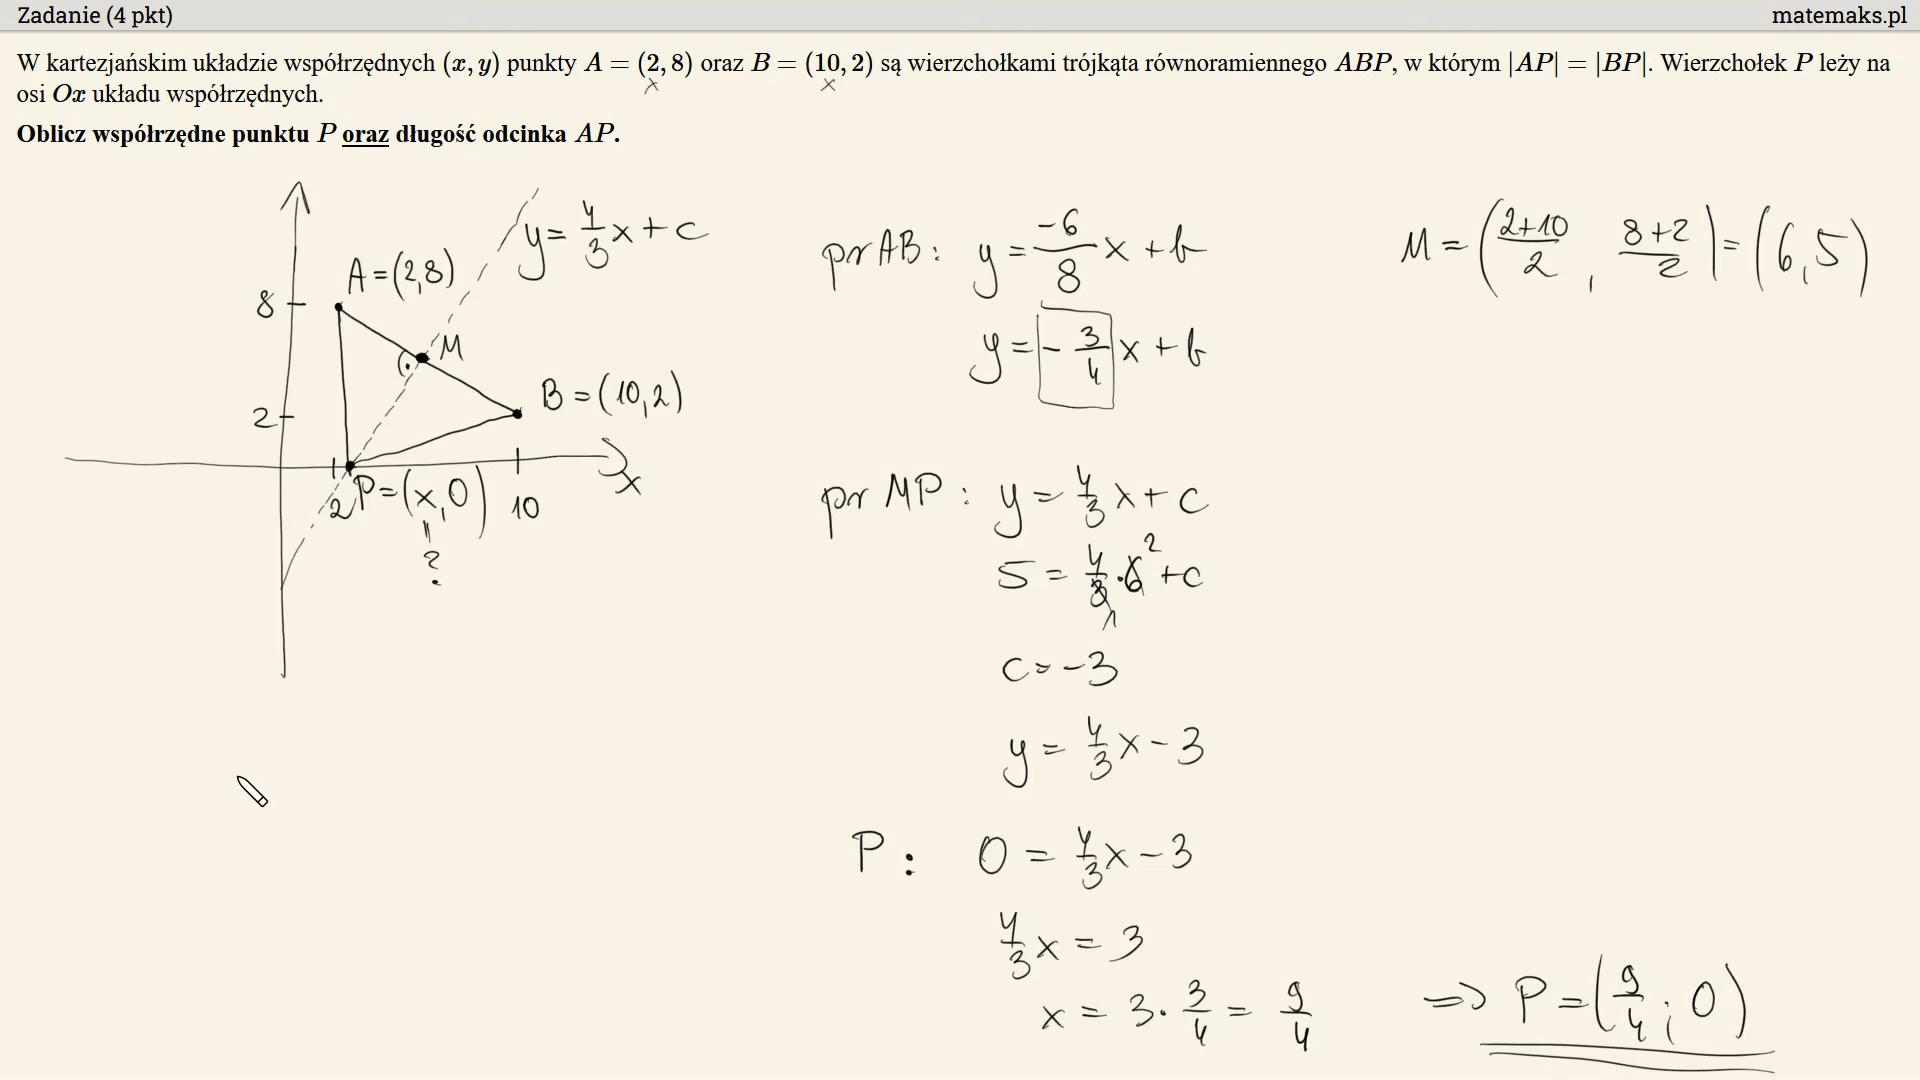 Zadanie (4 pkt)
matemaks.pl
W kartezjańskim układzie współrzędnych (x, y) punkty A = (2, 8) oraz B = (10, 2) są wierzchołkami trójkąta równoramiennego ABP, w którym |AP| = |BP|. Wierzchołek P leży na
osi Ox układu współrzędnych.
x x
Oblicz współrzędne punktu P oraz długość odcinka AP.
y = 4/3 x + c
A = (2,8)
8
M
B = (10,2)
2
x
2 P = (x,0) 10
=
?
pr AB: y = -6/8 x + b
y = -3/4 x + b
M = (2+10/2, 8+2/2) = (6,5)
pr MP: y = 4/3 x + c
5 = 4/3 · 6 + c
2
1
c = -3
y = 4/3 x - 3
P: 0 = 4/3 x - 3
4/3 x = 3
x = 3 · 3/4 = 9/4
⇒ P = (9/4 ; 0)